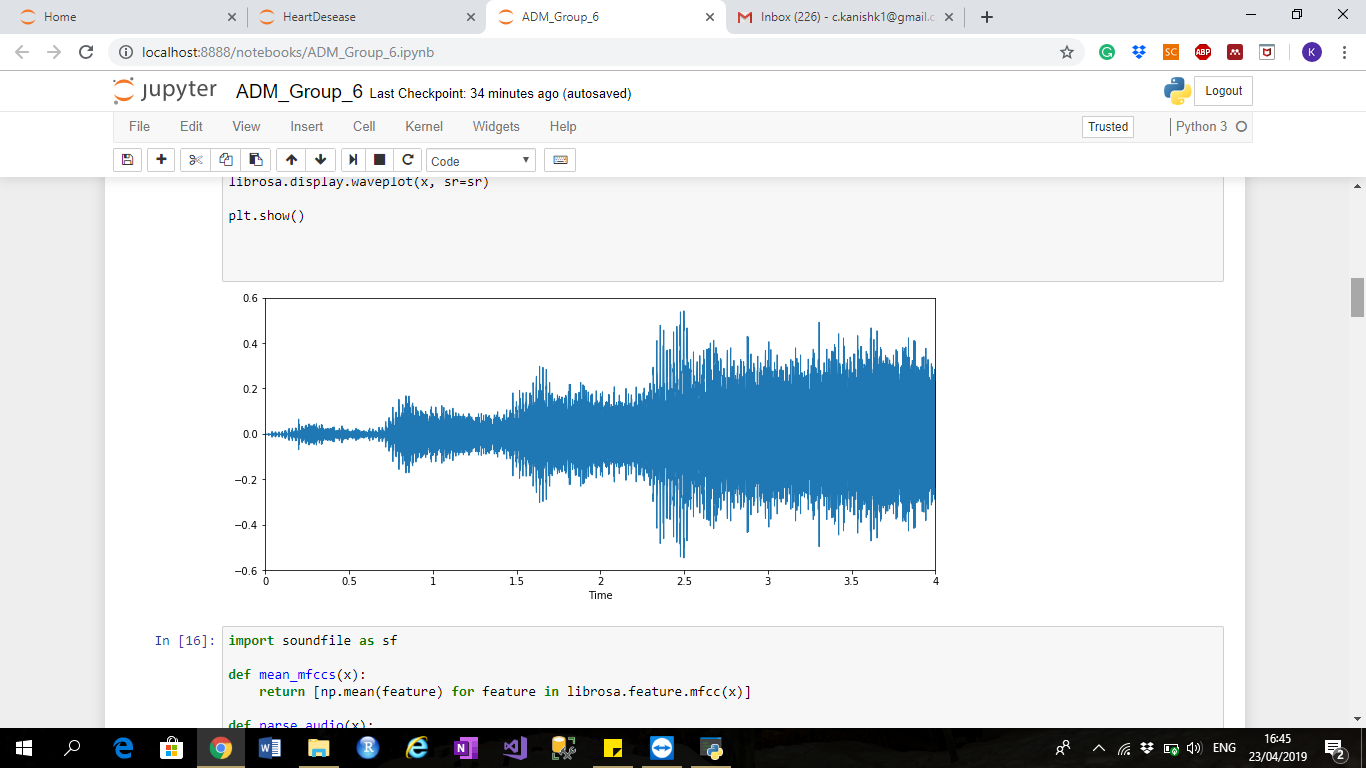 Home
HeartDesease
ADM_Group_6
Inbox (226) - c.kanishk1@gmail.c
localhost:8888/notebooks/ADM_Group_6.ipynb
SC
ABP
K
jupyter
ADM_Group_6 Last Checkpoint: 34 minutes ago (autosaved)
Logout
File Edit View Insert Cell Kernel Widgets Help
Trusted
Python 3
Code
librosa.display.waveplot(x, sr=sr)
plt.show()
0.6
0.4
0.2
0.0
−0.2
−0.4
−0.6
0 0.5 1 1.5 2 2.5 3 3.5 4
Time
In [16]:
import soundfile as sf
def mean_mfccs(x):
return [np.mean(feature) for feature in librosa.feature.mfcc(x)]
def parse_audio(x):
ENG
16:45
23/04/2019
2